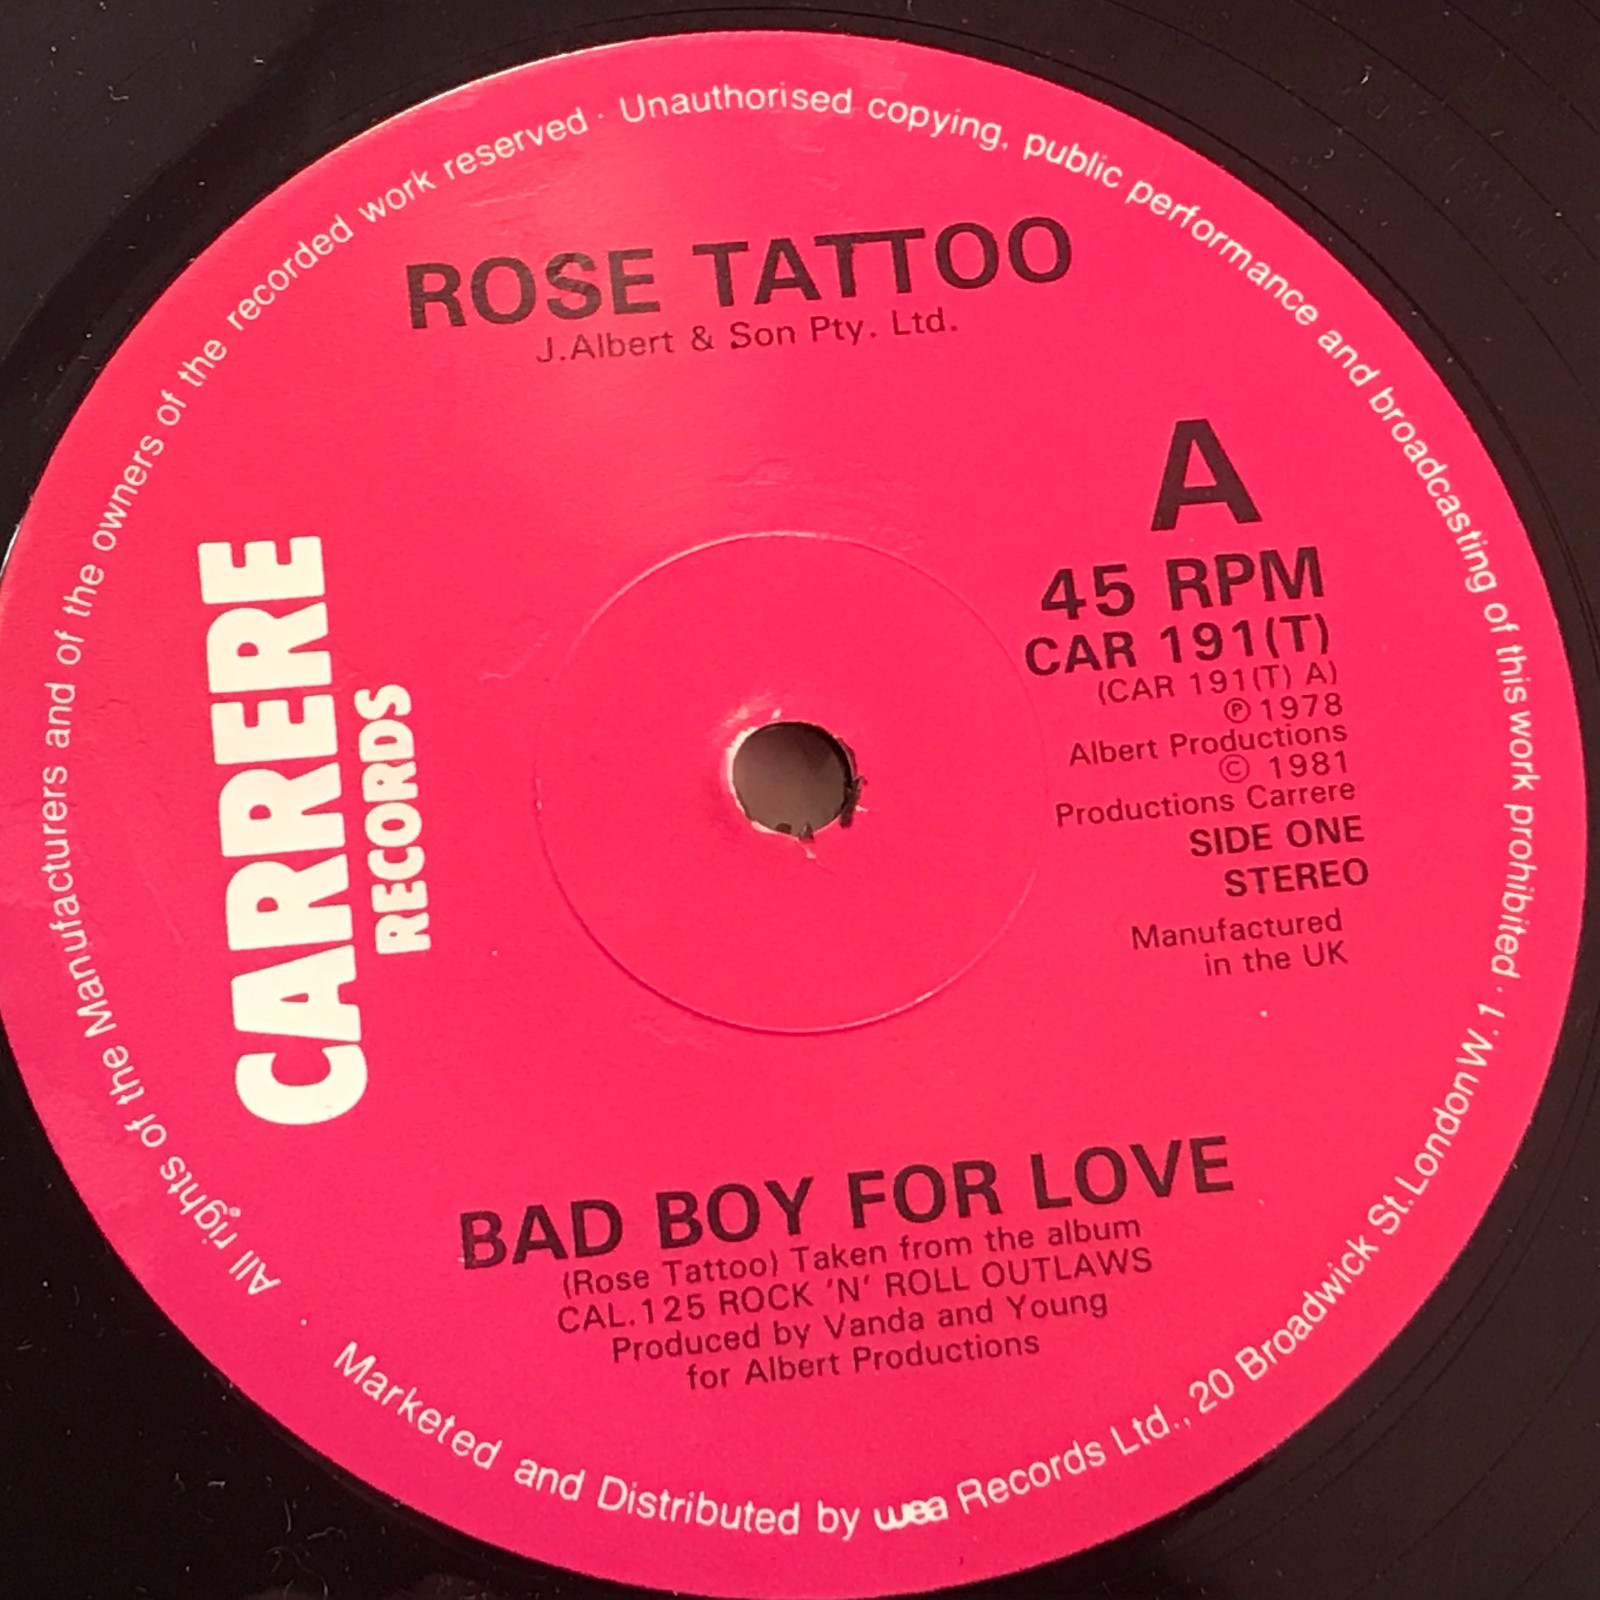 All rights of the Manufacturers and of the owners of the recorded work reserved · Unauthorised copying, public performance and broadcasting of this work prohibited ·
ROSE TATTOO
J.Albert & Son Pty. Ltd.
A
45 RPM
CAR 191(T)
(CAR 191(T) A)
℗ 1978
Albert Productions
© 1981
Productions Carrere
SIDE ONE
STEREO
Manufactured
in the UK
CARRERE
RECORDS
BAD BOY FOR LOVE
(Rose Tattoo) Taken from the album
CAL.125 ROCK 'N' ROLL OUTLAWS
Produced by Vanda and Young
for Albert Productions
Marketed and Distributed by wea Records Ltd., 20 Broadwick St. London W.1